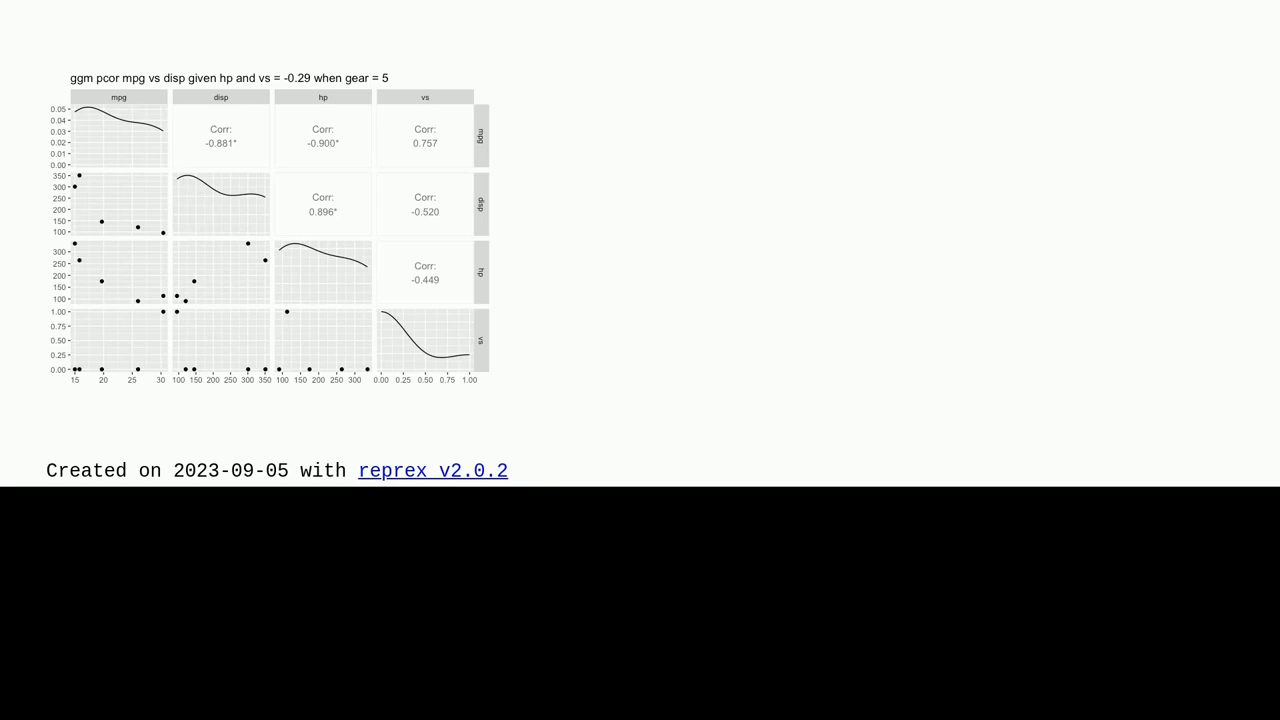 ggm pcor mpg vs disp given hp and vs = -0.29 when gear = 5
mpg disp hp vs
0.05
0.04
0.03
0.02
0.01
0.00
Corr:
-0.881*
Corr:
-0.900*
Corr:
0.757
mpg
350
300
250
200
150
100
Corr:
0.896*
Corr:
-0.520
disp
300
250
200
150
100
Corr:
-0.449
hp
1.00
0.75
0.50
0.25
0.00
vs
15 20 25 30 100 150 200 250 300 350 100 150 200 250 300 0.00 0.25 0.50 0.75 1.00
Created on 2023-09-05 with reprex v2.0.2